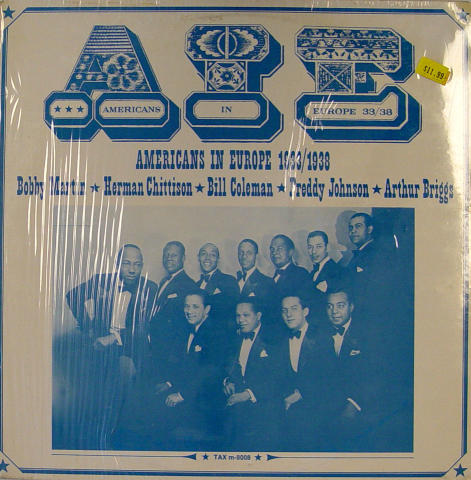 AIE
★★★ AMERICANS IN EUROPE 33/38
$11.99
AMERICANS IN EUROPE 1933/1938
Bobby Martin ★ Herman Chittison ★ Bill Coleman ★ Freddy Johnson ★ Arthur Briggs
★ TAX m-8008 ★